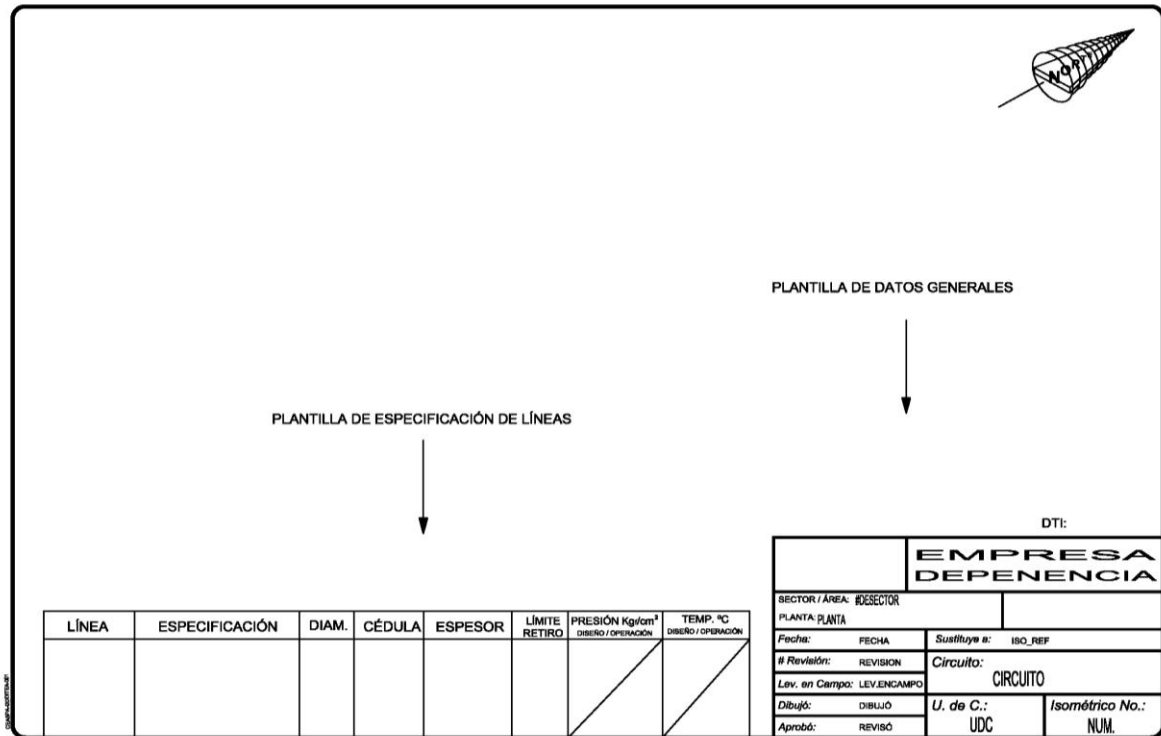 NORTE
PLANTILLA DE DATOS GENERALES
PLANTILLA DE ESPECIFICACIÓN DE LÍNEAS
DTI:
EMPRESA
DEPENENCIA
SECTOR / ÁREA: #DESECTOR
PLANTA: PLANTA
Fecha: FECHA Sustituye a: ISO_REF
# Revisión: REVISION Circuito:
CIRCUITO
Lev. en Campo: LEV.ENCAMPO
Dibujó: DIBUJÓ U. de C.: Isométrico No.:
Aprobó: REVISÓ UDC NUM.
LÍNEA ESPECIFICACIÓN DIAM. CÉDULA ESPESOR LÍMITE RETIRO PRESIÓN Kg/cm² DISEÑO / OPERACIÓN TEMP. ºC DISEÑO / OPERACIÓN